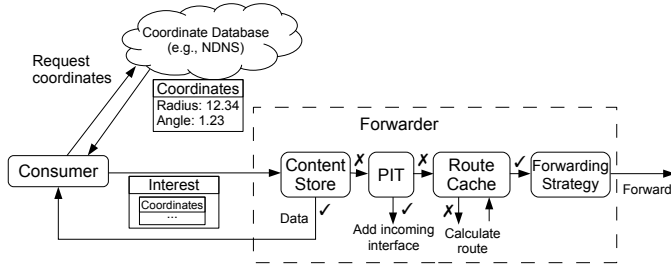 Coordinate Database
(e.g., NDNS)
Request
coordinates
Coordinates
Radius: 12.34
Angle: 1.23
Forwarder
Consumer
Interest
Coordinates
...
Content
Store
✗
PIT
✗
Route
Cache
✓
Forwarding
Strategy
Forward
Data
✓
✓
✗
Add incoming
interface
Calculate
route